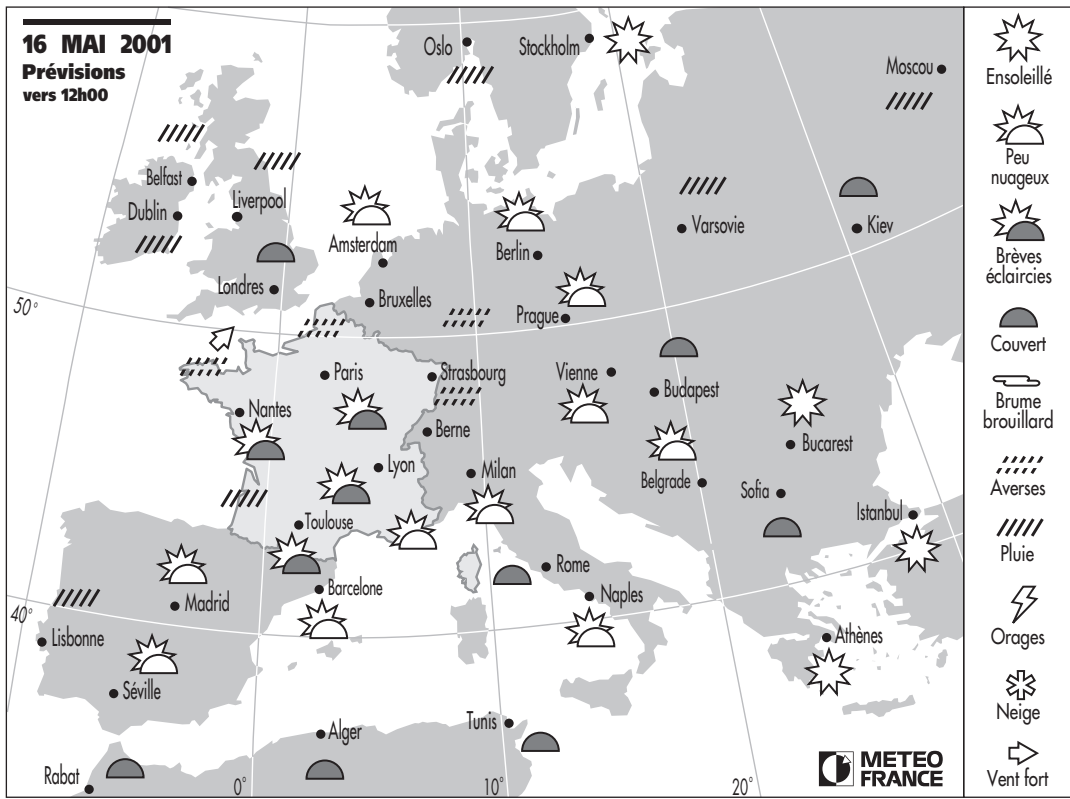 16 MAI 2001
Prévisions
vers 12h00
Oslo
Stockholm
Moscou
Belfast
Dublin
Liverpool
Londres
Amsterdam
Bruxelles
Berlin
Prague
Varsovie
Kiev
50°
Paris
Strasbourg
Nantes
Berne
Lyon
Milan
Toulouse
Vienne
Budapest
Bucarest
Belgrade
Sofia
Istanbul
Rome
Naples
Barcelone
Madrid
40°
Lisbonne
Séville
Athènes
Alger
Tunis
Rabat
0°
10°
20°
METEO
FRANCE
Ensoleillé
Peu
nuageux
Brèves
éclaircies
Couvert
Brume
brouillard
Averses
Pluie
Orages
Neige
Vent fort